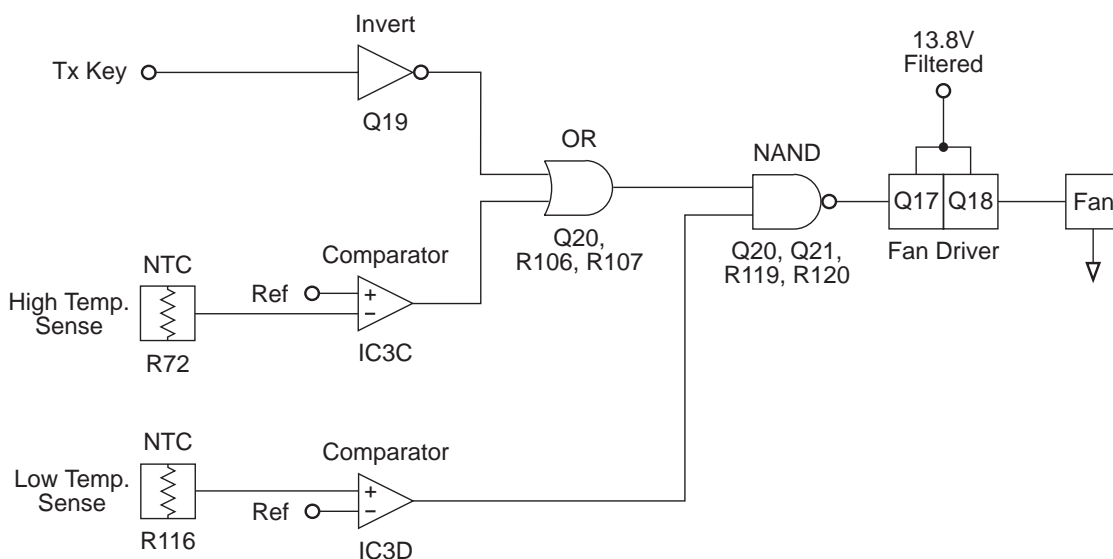 Invert
Tx Key
Q19
13.8V
Filtered
OR
NAND
Q17
Q18
Fan
Q20,
R106, R107
Q20, Q21,
R119, R120
Fan Driver
NTC
Comparator
High Temp.
Sense
Ref
+
−
R72
IC3C
NTC
Comparator
Low Temp.
Sense
Ref
+
−
R116
IC3D